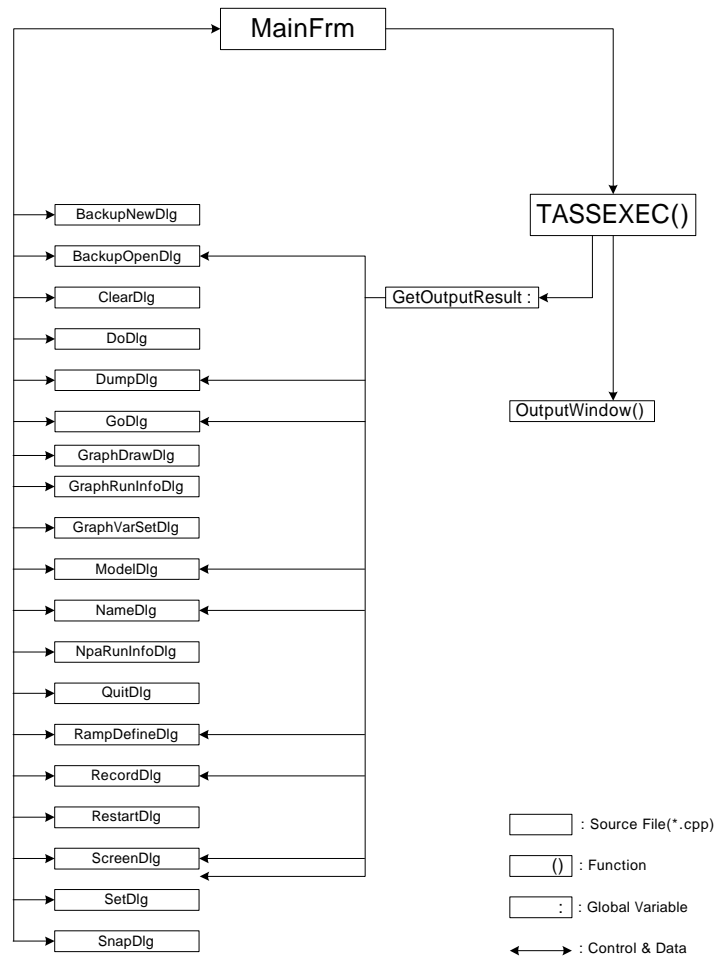 MainFrm
TASSEXEC()
BackupNewDlg
BackupOpenDlg
GetOutputResult :
ClearDlg
DoDlg
DumpDlg
OutputWindow()
GoDlg
GraphDrawDlg
GraphRunInfoDlg
GraphVarSetDlg
ModelDlg
NameDlg
NpaRunInfoDlg
QuitDlg
RampDefineDlg
RecordDlg
RestartDlg
ScreenDlg
SetDlg
SnapDlg
: Source File(*.cpp)
() : Function
: : Global Variable
: Control & Data